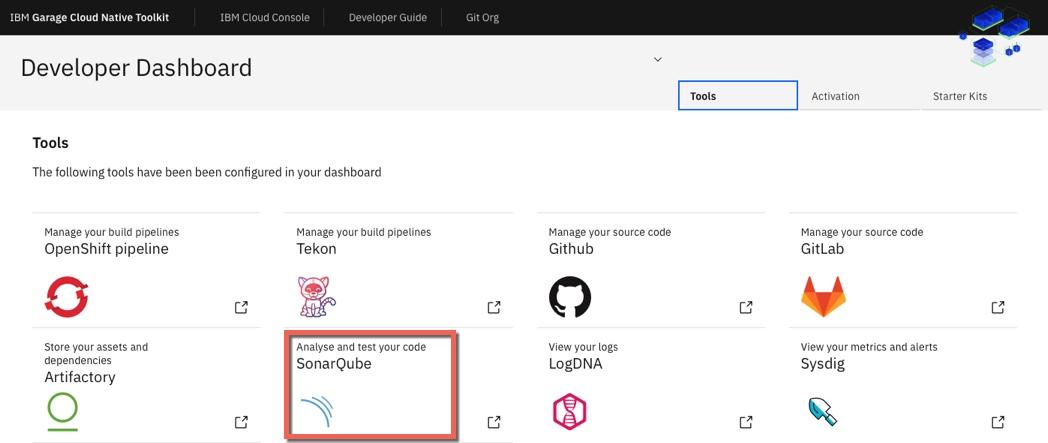 IBM Garage Cloud Native Toolkit
IBM Cloud Console
Developer Guide
Git Org
Developer Dashboard
Tools
Activation
Starter Kits
Tools
The following tools have been been configured in your dashboard
Manage your build pipelines
OpenShift pipeline
Manage your build pipelines
Tekon
Manage your source code
Github
Manage your source code
GitLab
Store your assets and
dependencies
Artifactory
Analyse and test your code
SonarQube
View your logs
LogDNA
View your metrics and alerts
Sysdig